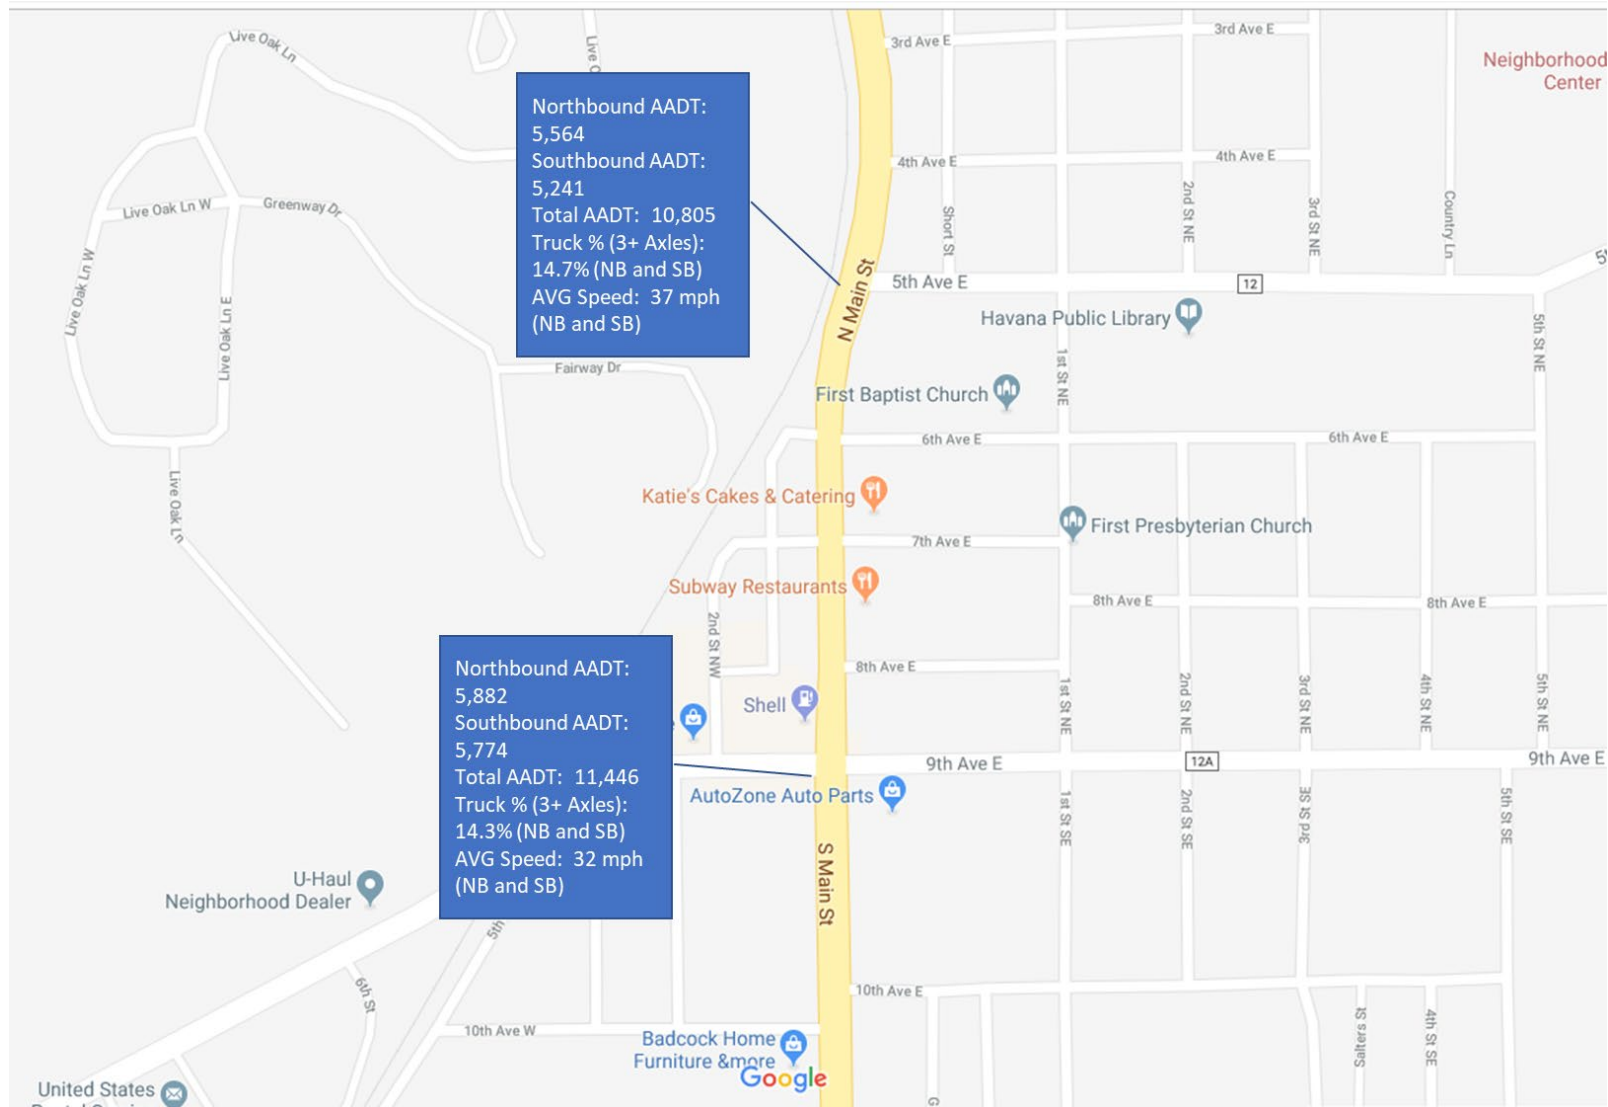 Live Oak Ln
Live O
3rd Ave E
3rd Ave E
Neighborhood
Center
Northbound AADT:
5,564
Southbound AADT:
5,241
Total AADT: 10,805
Truck % (3+ Axles):
14.7% (NB and SB)
AVG Speed: 37 mph
(NB and SB)
4th Ave E
4th Ave E
Live Oak Ln W
Greenway Dr
Short St
2nd St NE
3rd St NE
Country Ln
Live Oak Ln W
Live Oak Ln E
N Main St
5th Ave E
12
5t
Havana Public Library
5th St NE
Fairway Dr
1st St NE
First Baptist Church
6th Ave E
6th Ave E
Live Oak Ln
Katie's Cakes & Catering
First Presbyterian Church
7th Ave E
Subway Restaurants
8th Ave E
8th Ave E
2nd St NW
8th Ave E
Northbound AADT:
5,882
Southbound AADT:
5,774
Total AADT: 11,446
Truck % (3+ Axles):
14.3% (NB and SB)
AVG Speed: 32 mph
(NB and SB)
Shell
1st St NE
2nd St NE
3rd St NE
4th St NE
5th St NE
9th Ave E
12A
9th Ave E
AutoZone Auto Parts
1st St SE
2nd St SE
3rd St SE
5th St SE
S Main St
U-Haul
Neighborhood Dealer
5th
6th St
10th Ave E
10th Ave W
Salters St
4th St SE
Badcock Home
Furniture &more
Google
United States
G